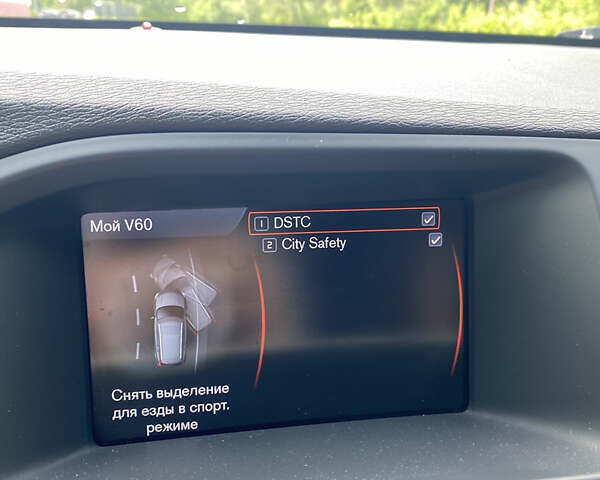 Мой V60
1 DSTC
2 City Safety
Снять выделение
для езды в спорт.
режиме